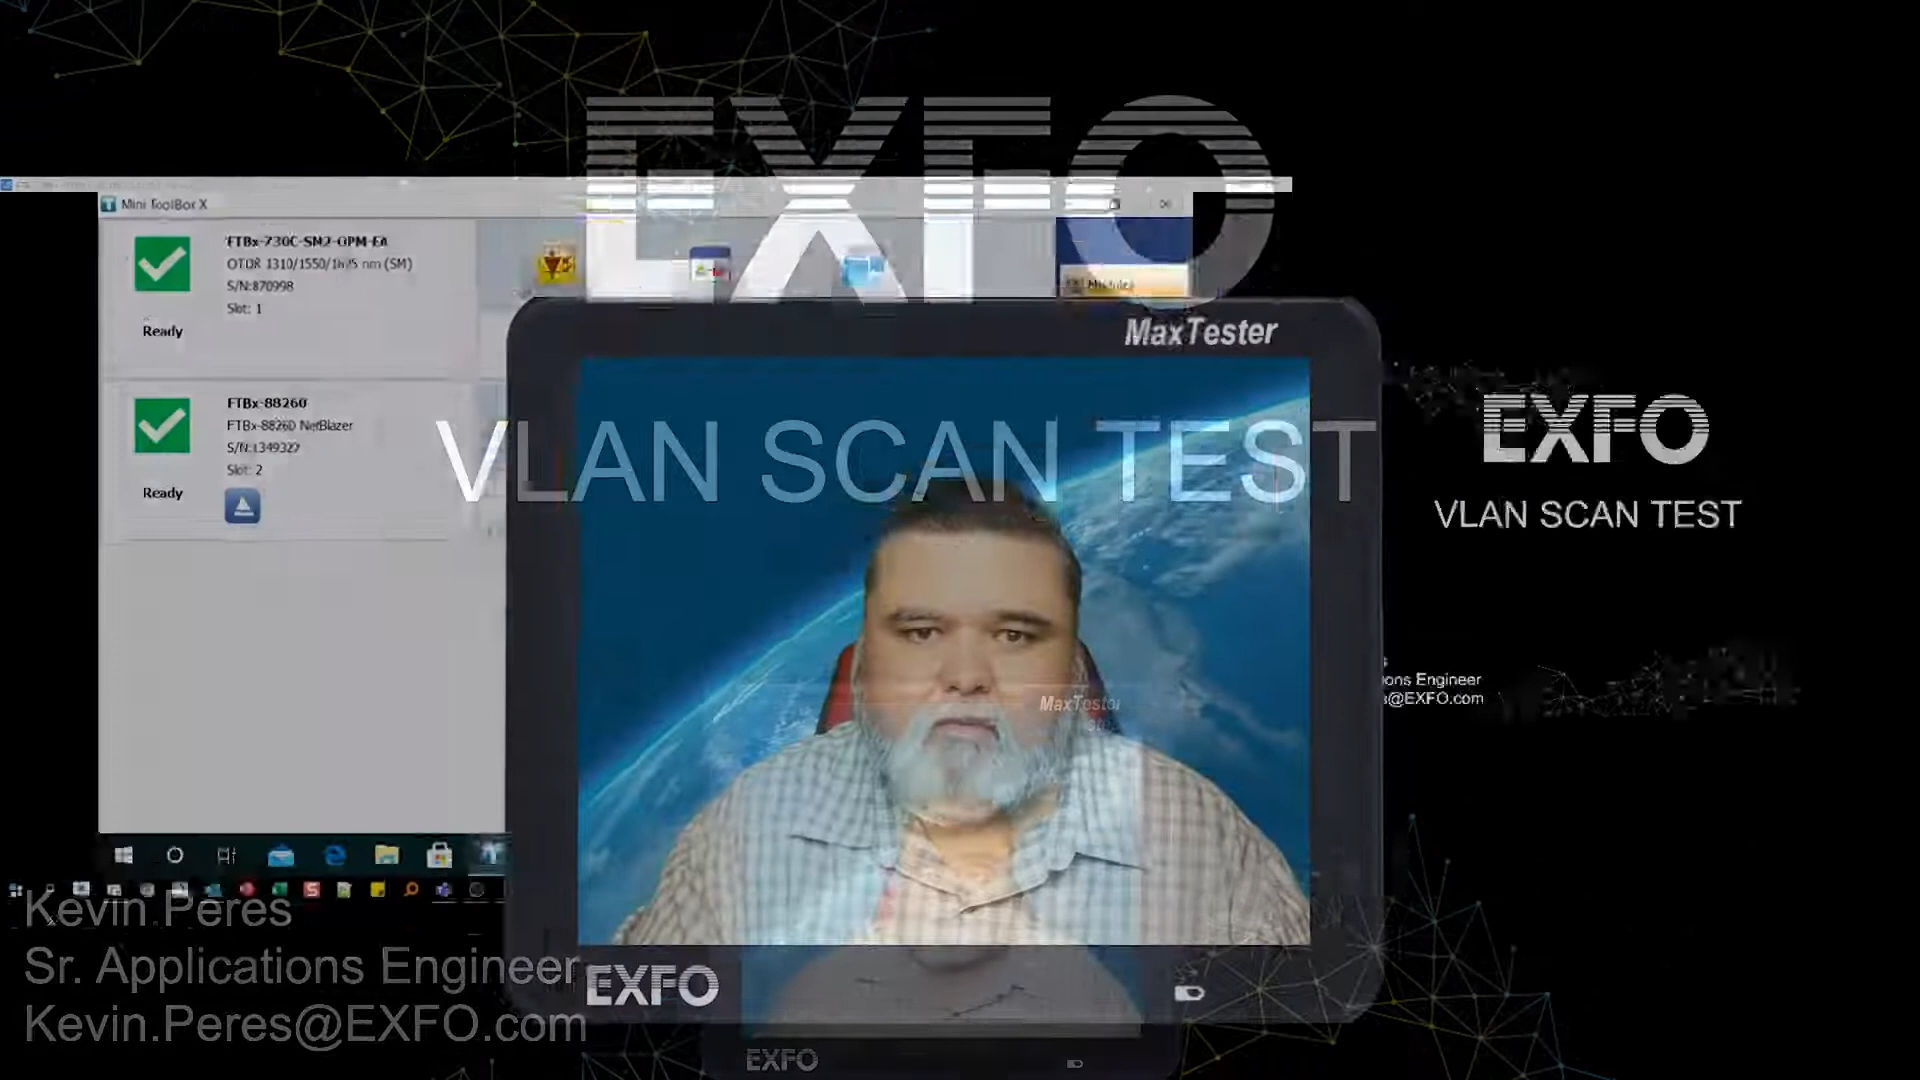 EXFO
Mini ToolBox X
FTBx-730C-SM2-OPM-EA
OTDR 1310/1550/1625 nm (SM)
S/N:870998
Slot: 1
Ready
MaxTester
FTBx-88260
FTBx-88260 NetBlazer
S/N:1349327
Slot: 2
Ready
VLAN SCAN TEST
EXFO
VLAN SCAN TEST
ons Engineer
@EXFO.com
MaxTester
Kevin Peres
Sr. Applications Engineer
Kevin.Peres@EXFO.com
EXFO
EXFO